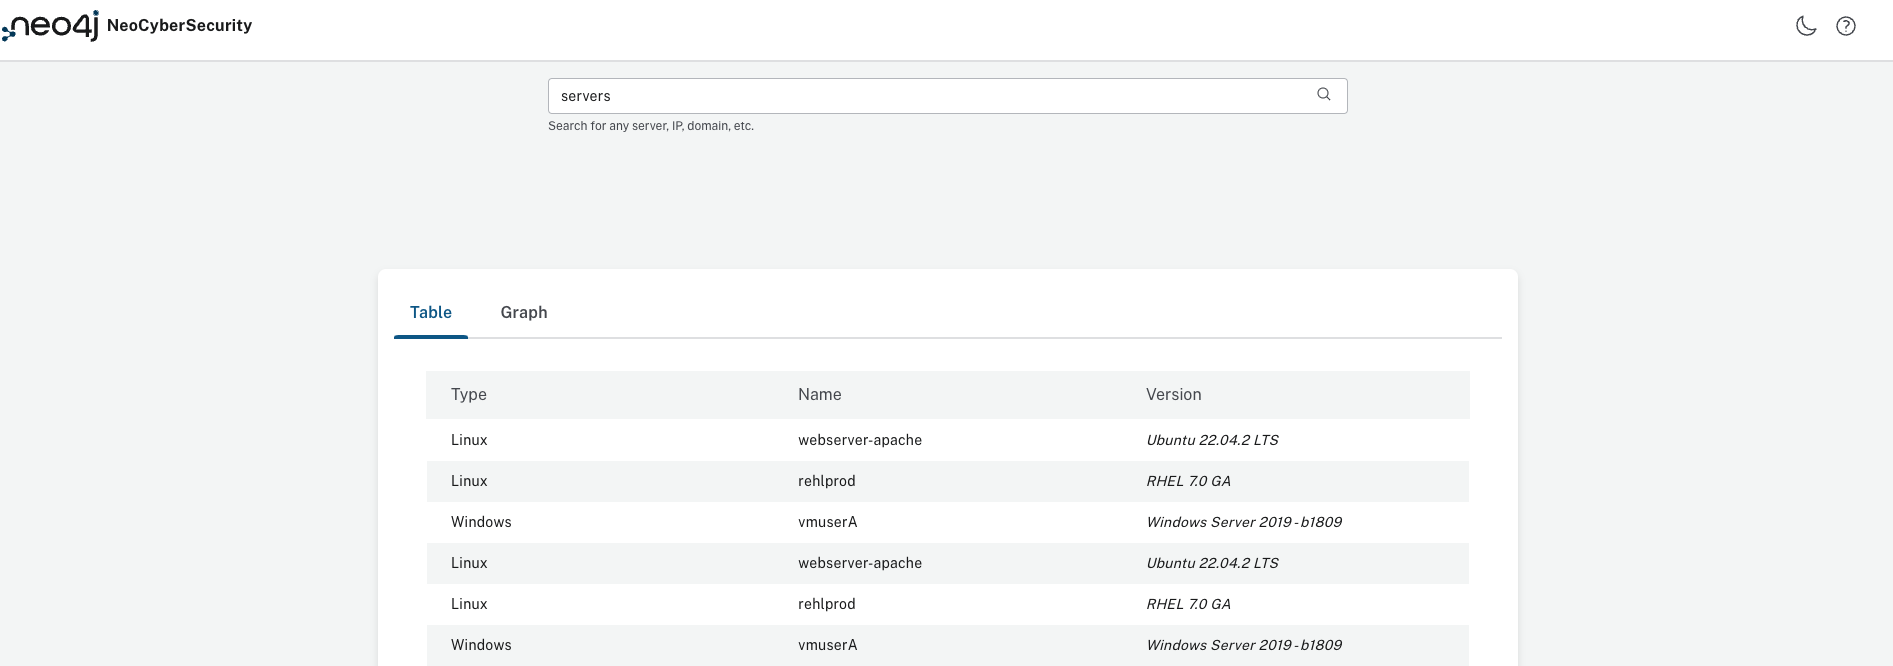 neo4j NeoCyberSecurity
servers
Search for any server, IP, domain, etc.
Table Graph
Type Name Version
Linux webserver-apache Ubuntu 22.04.2 LTS
Linux rehlprod RHEL 7.0 GA
Windows vmuserA Windows Server 2019 - b1809
Linux webserver-apache Ubuntu 22.04.2 LTS
Linux rehlprod RHEL 7.0 GA
Windows vmuserA Windows Server 2019 - b1809